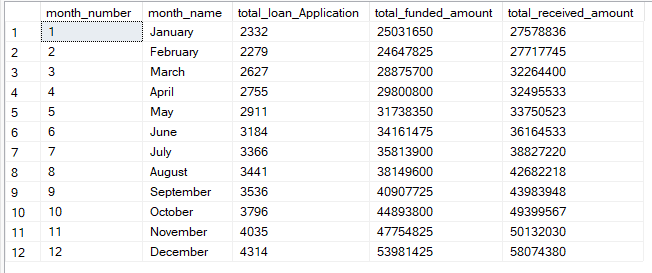 month_number month_name total_loan_Application total_funded_amount total_received_amount
1 1 January 2332 25031650 27578836
2 2 February 2279 24647825 27717745
3 3 March 2627 28875700 32264400
4 4 April 2755 29800800 32495533
5 5 May 2911 31738350 33750523
6 6 June 3184 34161475 36164533
7 7 July 3366 35813900 38827220
8 8 August 3441 38149600 42682218
9 9 September 3536 40907725 43983948
10 10 October 3796 44893800 49399567
11 11 November 4035 47754825 50132030
12 12 December 4314 53981425 58074380